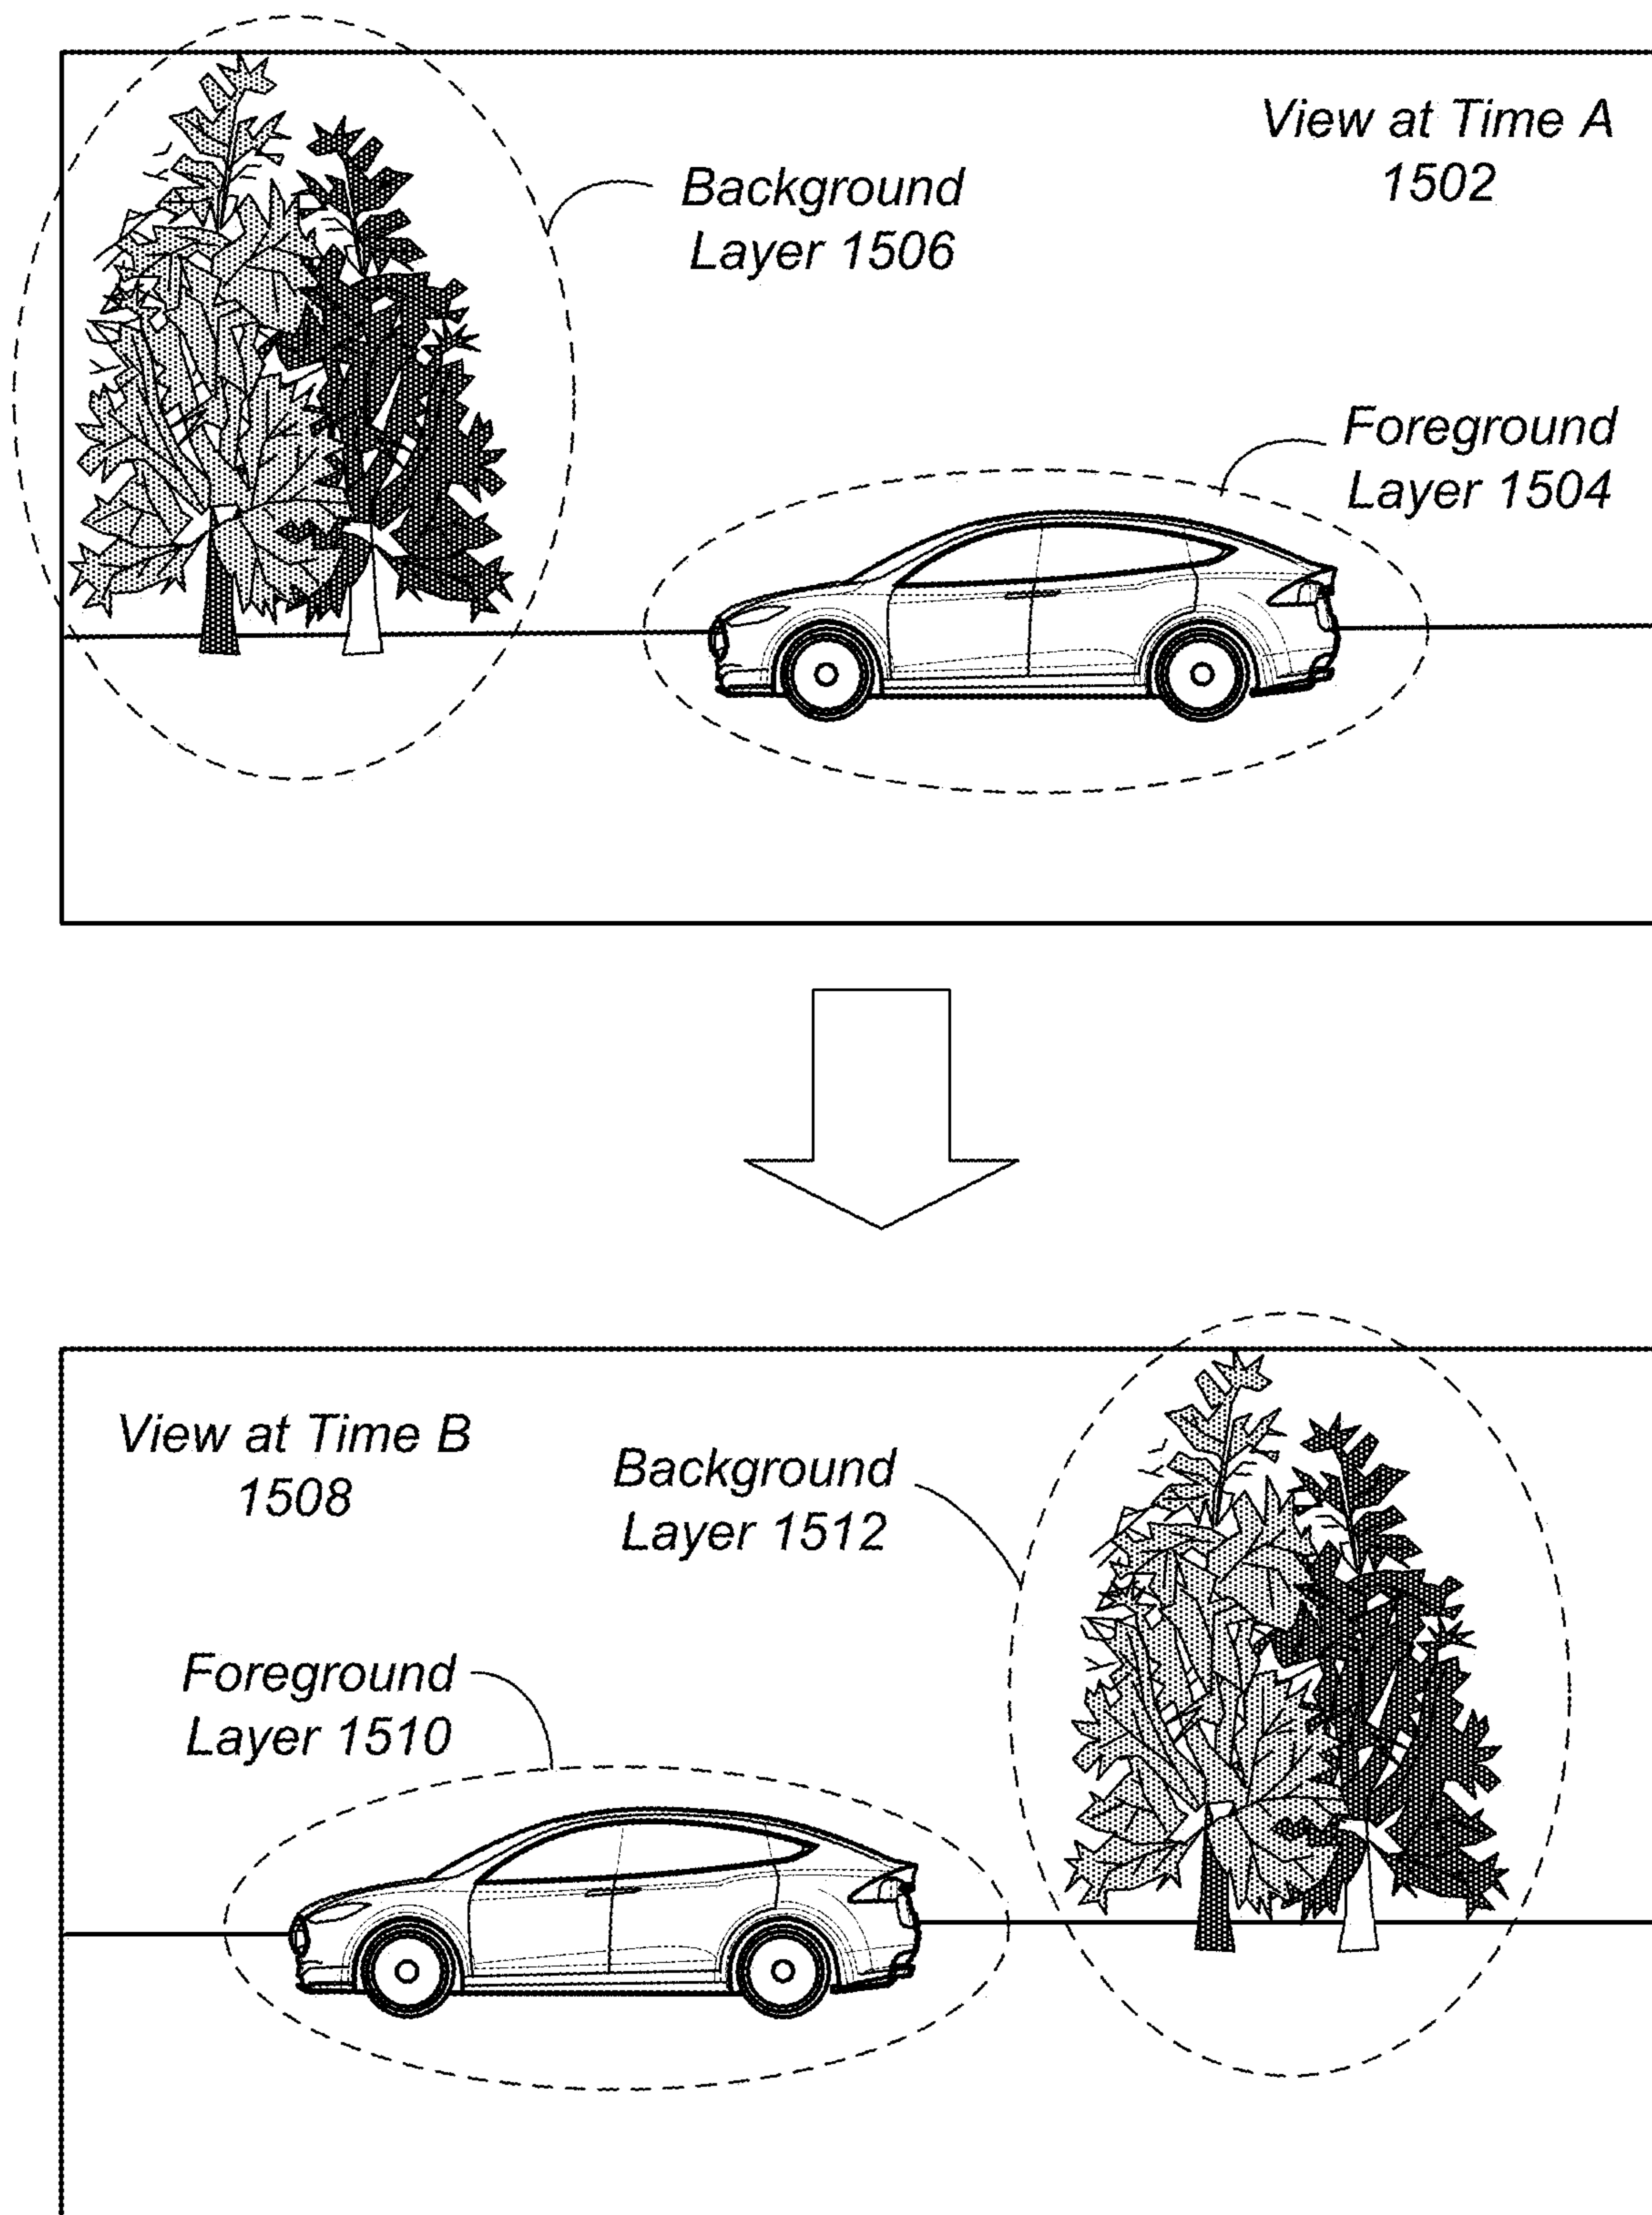 View at Time A
1502
Background
Layer 1506
Foreground
Layer 1504
View at Time B
1508
Background
Layer 1512
Foreground
Layer 1510